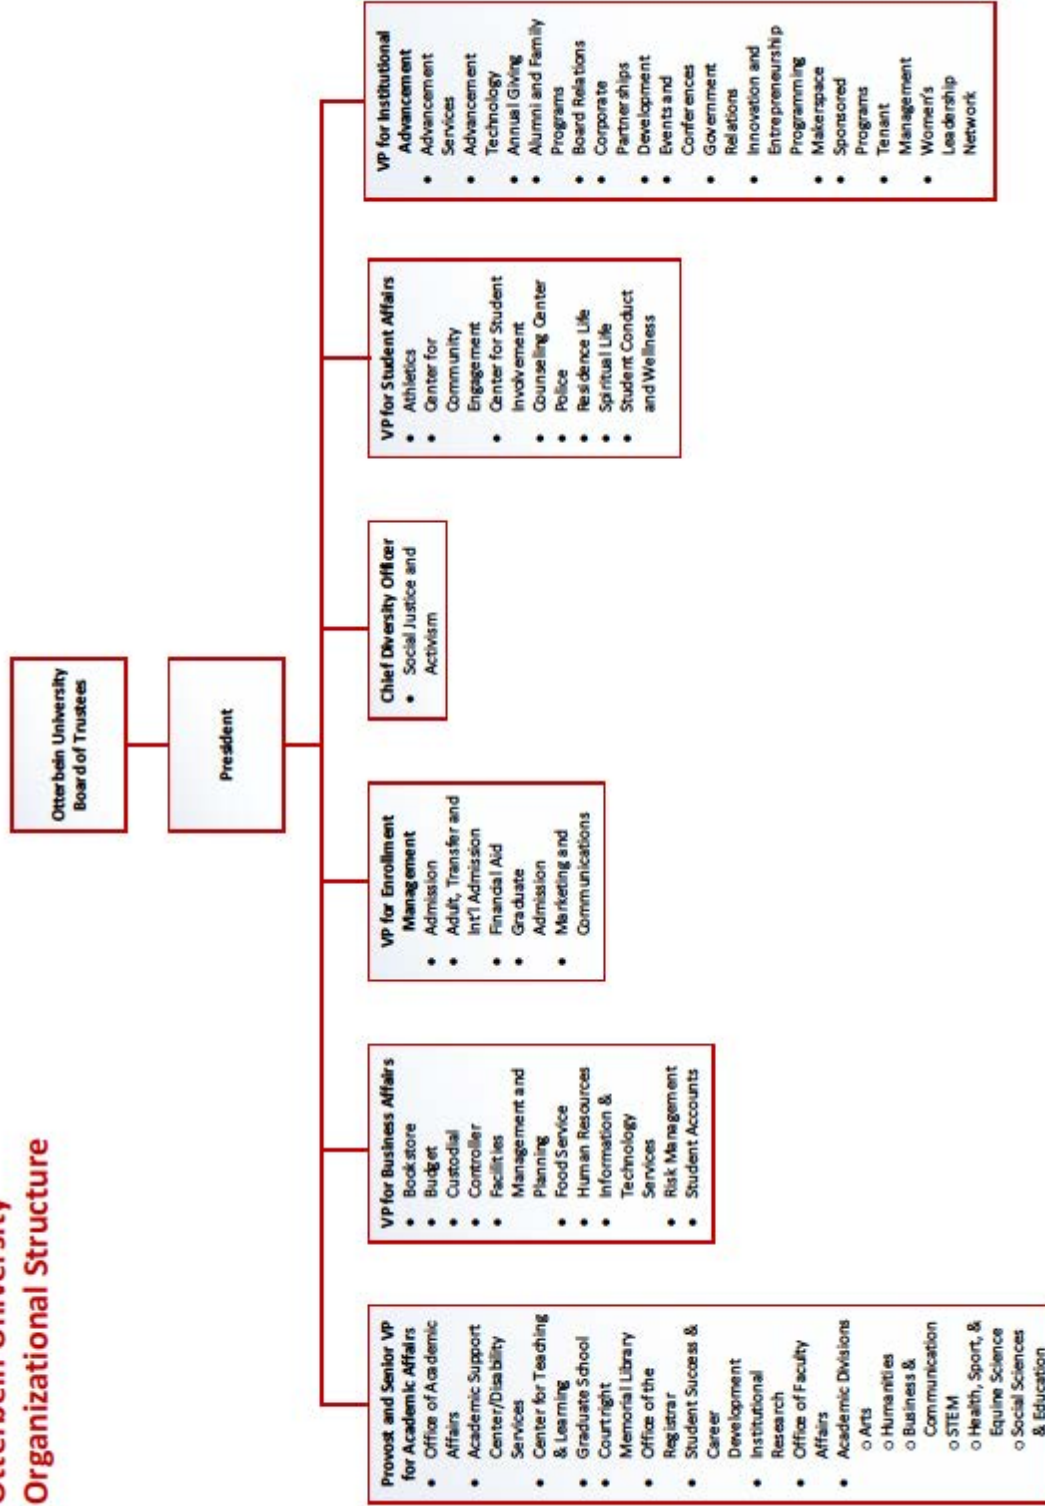 Otterbein University
Organizational Structure
Otterbein University
Board of Trustees
President
Provost and Senior VP
for Academic Affairs
• Office of Academic
Affairs
• Academic Support
Center/Disability
Services
• Center for Teaching
& Learning
• Graduate School
• Courtright
Memorial Library
• Office of the
Registrar
• Student Success &
Career
Development
• Institutional
Research
• Office of Faculty
Affairs
• Academic Divisions
○ Arts
○ Humanities
○ Business &
Communication
○ STEM
○ Health, Sport, &
Equine Science
○ Social Sciences
& Education
VP for Business Affairs
• Bookstore
• Budget
• Custodial
• Controller
• Facilities
Management and
Planning
• Food Service
• Human Resources
• Information &
Technology
Services
• Risk Management
• Student Accounts
VP for Enrollment
Management
• Admission
• Adult, Transfer and
Int'l Admission
• Financial Aid
• Graduate
Admission
• Marketing and
Communications
Chief Diversity Officer
• Social Justice and
Activism
VP for Student Affairs
• Athletics
• Center for
Community
Engagement
• Center for Student
Involvement
• Counseling Center
• Police
• Residence Life
• Spiritual Life
• Student Conduct
and Wellness
VP for Institutional
Advancement
• Advancement
Services
• Advancement
Technology
• Annual Giving
• Alumni and Family
Programs
• Board Relations
• Corporate
Partnerships
• Development
• Events and
Conferences
• Government
Relations
• Innovation and
Entrepreneurship
Programming
• Makerspace
• Sponsored
Programs
• Tenant
Management
• Women's
Leadership
Network